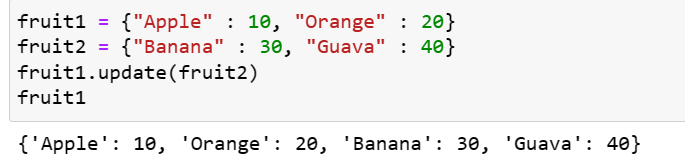 fruit1 = {"Apple" : 10, "Orange" : 20}
fruit2 = {"Banana" : 30, "Guava" : 40}
fruit1.update(fruit2)
fruit1
{'Apple': 10, 'Orange': 20, 'Banana': 30, 'Guava': 40}